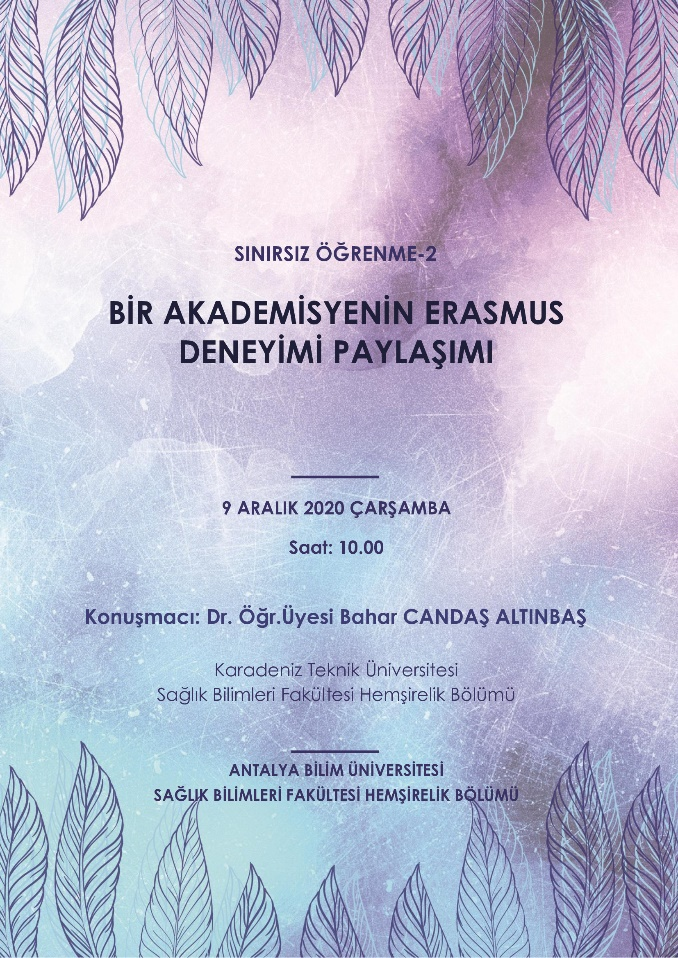 SINIRSIZ ÖĞRENME-2
BİR AKADEMİSYENİN ERASMUS
DENEYİMİ PAYLAŞIMI
9 ARALIK 2020 ÇARŞAMBA
Saat: 10.00
Konuşmacı: Dr. Öğr.Üyesi Bahar CANDAŞ ALTINBAŞ
Karadeniz Teknik Üniversitesi
Sağlık Bilimleri Fakültesi Hemşirelik Bölümü
ANTALYA BİLİM ÜNİVERSİTESİ
SAĞLIK BİLİMLERİ FAKÜLTESİ HEMŞİRELİK BÖLÜMÜ